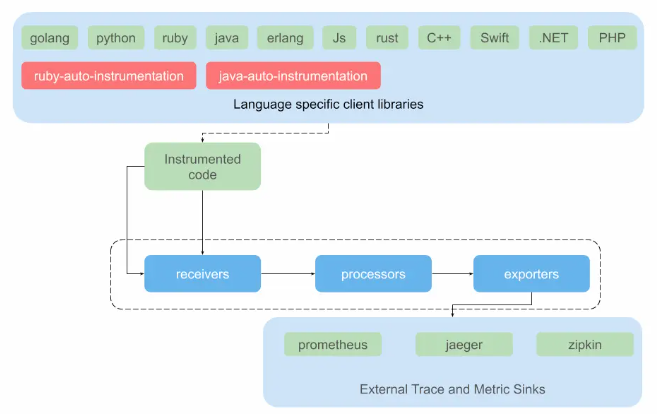 golang python ruby java erlang Js rust C++ Swift .NET PHP
ruby-auto-instrumentation java-auto-instrumentation
Language specific client libraries
Instrumented
code
receivers processors exporters
prometheus jaeger zipkin
External Trace and Metric Sinks